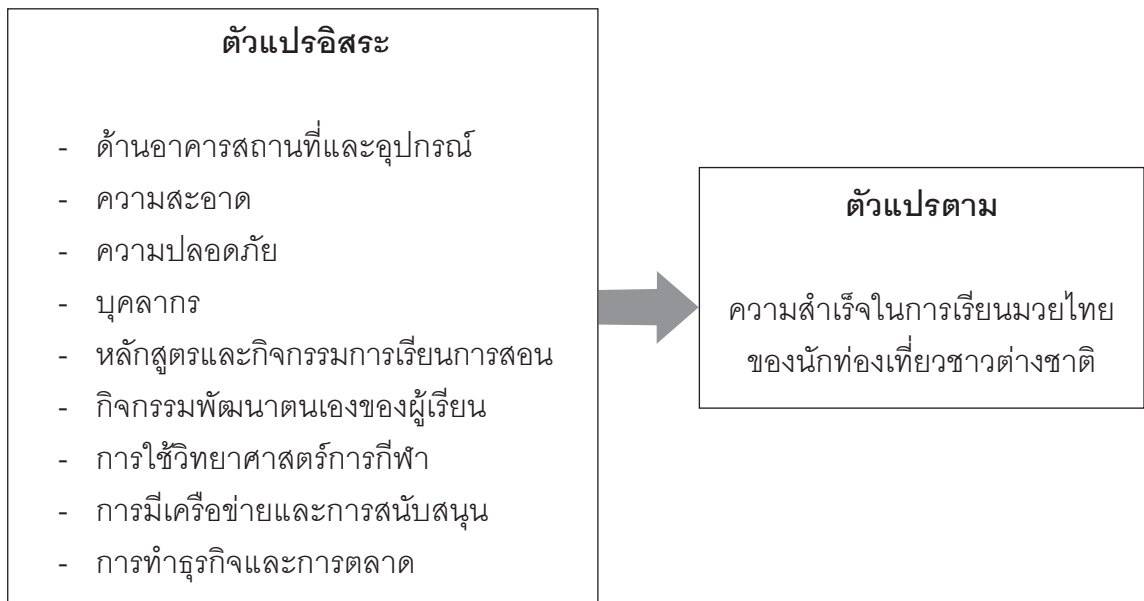 ตัวแปรอิสระ
- ด้านอาคารสถานที่และอุปกรณ์
- ความสะอาด
- ความปลอดภัย
- บุคลากร
- หลักสูตรและกิจกรรมการเรียนการสอน
- กิจกรรมพัฒนาตนเองของผู้เรียน
- การใช้วิทยาศาสตร์การกีฬา
- การมีเครือข่ายและการสนับสนุน
- การทำธุรกิจและการตลาด
ตัวแปรตาม
ความสำเร็จในการเรียนมวยไทย
ของนักท่องเที่ยวชาวต่างชาติ